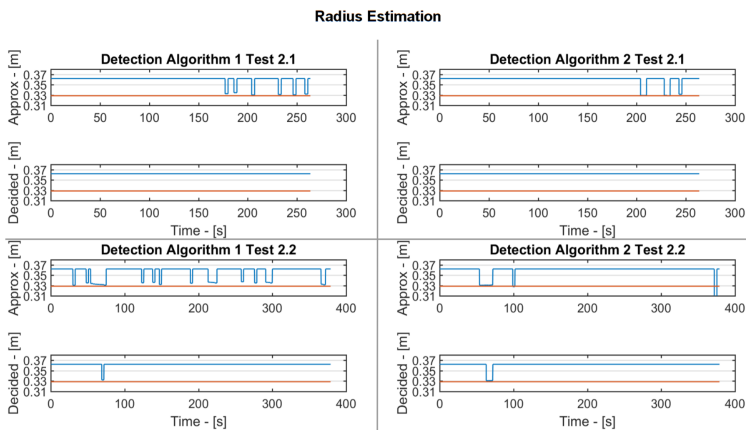 Radius Estimation
Detection Algorithm 1 Test 2.1
Approx - [m]
0.37
0.35
0.33
0.31
0 50 100 150 200 250 300
Decided - [m]
0.37
0.35
0.33
0.31
0 50 100 150 200 250 300
Time - [s]
Detection Algorithm 2 Test 2.1
Approx - [m]
0.37
0.35
0.33
0.31
0 50 100 150 200 250 300
Decided - [m]
0.37
0.35
0.33
0.31
0 50 100 150 200 250 300
Time - [s]
Detection Algorithm 1 Test 2.2
Approx - [m]
0.37
0.35
0.33
0.31
0 100 200 300 400
Decided - [m]
0.37
0.35
0.33
0.31
0 100 200 300 400
Time - [s]
Detection Algorithm 2 Test 2.2
Approx - [m]
0.37
0.35
0.33
0.31
0 100 200 300 400
Decided - [m]
0.37
0.35
0.33
0.31
0 100 200 300 400
Time - [s]